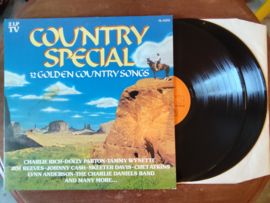 2 LP
TV
COUNTRY
SPECIAL
32 GOLDEN COUNTRY SONGS
CHARLIE RICH·DOLLY PARTON·TAMMY WYNETTE
JIM REEVES·JOHNNY CASH·SKEETER DAVIS·CHET ATKINS
LYNN ANDERSON·THE CHARLIE DANIELS BAND
AND MANY MORE...